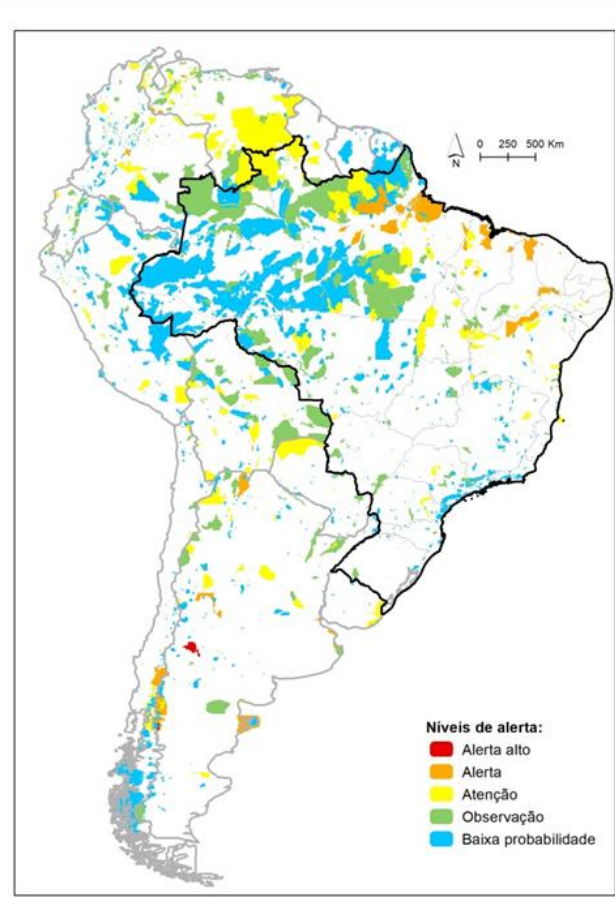 N
0 250 500 Km
Níveis de alerta:
Alerta alto
Alerta
Atenção
Observação
Baixa probabilidade